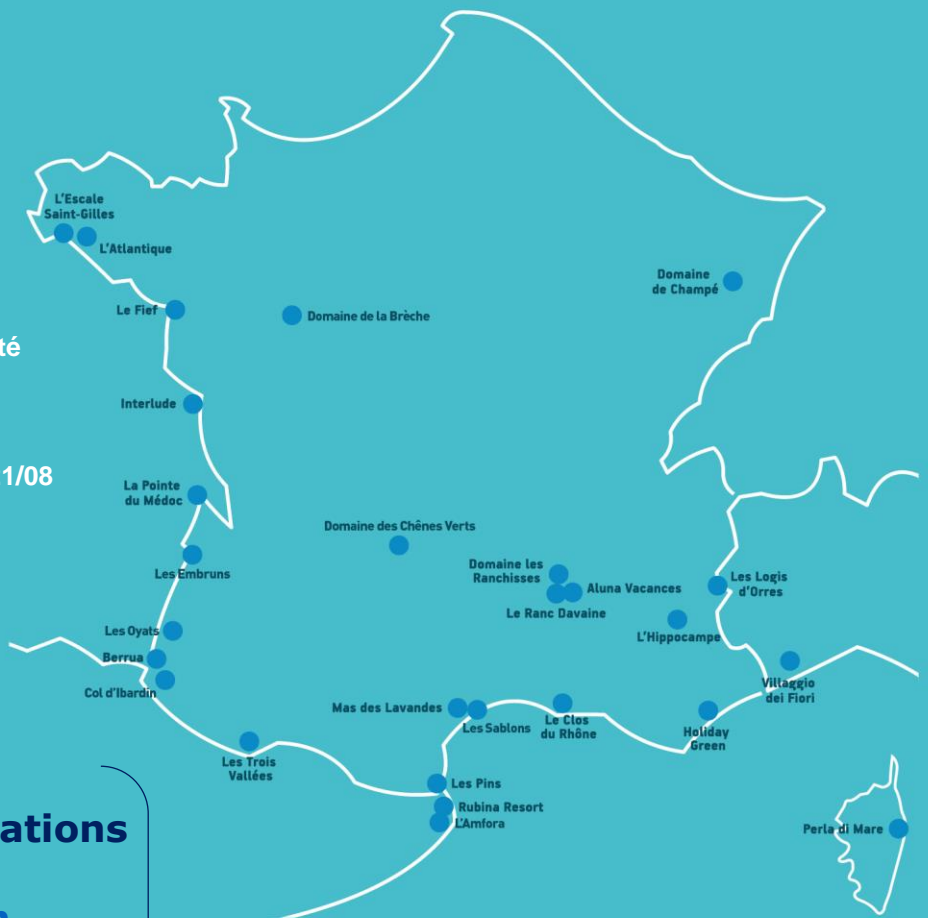 L'Escale
Saint-Gilles
L'Atlantique
Domaine
de Champé
Le Fief
Domaine de la Brèche
té
Interlude
1/08
La Pointe
du Médoc
Domaine des Chênes Verts
Les Embruns
Domaine les
Ranchisses
Aluna Vacances
Les Logis
d'Orres
Le Ranc Davaine
Les Oyats
L'Hippocampe
Berrua
Col d'Ibardin
Villaggio
dei Fiori
Mas des Lavandes
Les Sablons
Le Clos
du Rhône
Holiday
Green
Les Trois
Vallées
Les Pins
Rubina Resort
L'Amfora
ations
Perla di Mare